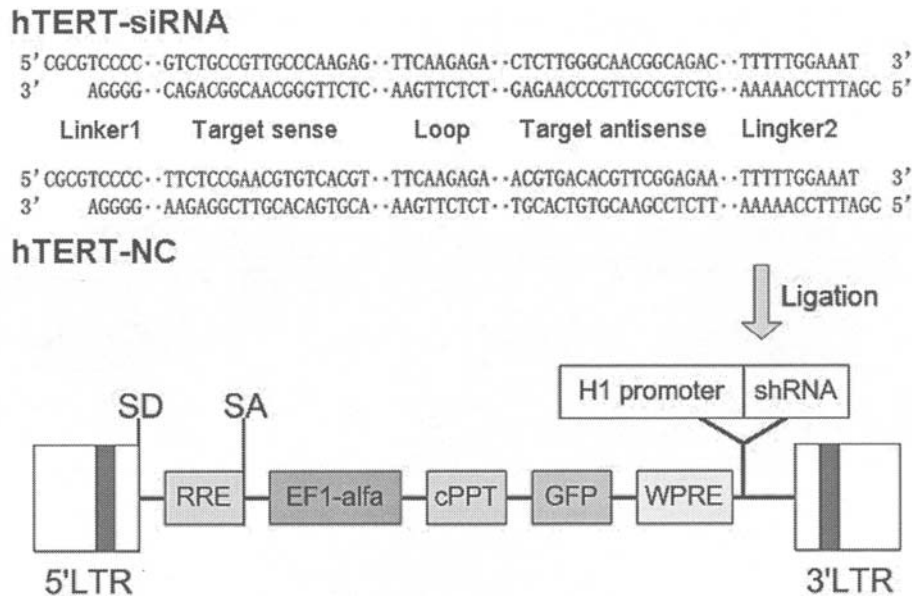 hTERT-siRNA
5' CGCGTCCCC··GTCTGCCGTTGCCCAAGAG··TTCAAGAGA··CTCTTGGGCAACGGCAGAC··TTTTTGGAAAT 3'
3' AGGGG··CAGACGGCAACGGGTTCTC··AAGTTCTCT··GAGAACCCGTTGCCGTCTG··AAAAACCTTTAGC 5'
Linker1 Target sense Loop Target antisense Lingker2
5' CGCGTCCCC··TTCTCCGAACGTGTCACGT··TTCAAGAGA··ACGTGACACGTTCGGAGAA··TTTTTGGAAAT 3'
3' AGGGG··AAGAGGCTTGCACAGTGCA··AAGTTCTCT··TGCACTGTGCAAGCCTCTT··AAAAACCTTTAGC 5'
hTERT-NC
Ligation
H1 promoter shRNA
SD SA
RRE EF1-alfa cPPT GFP WPRE
5'LTR 3'LTR